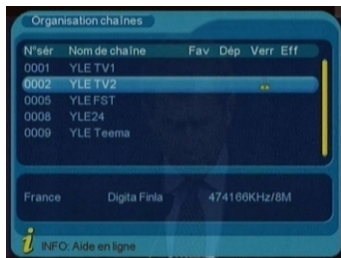 Organisation chaînes
N°sér Nom de chaîne Fav Dép Verr Eff
0001 YLE TV1
0002 YLE TV2
0005 YLE FST
0008 YLE24
0009 YLE Teema
France Digita Finla 474166KHz/8M
INFO: Aide en ligne